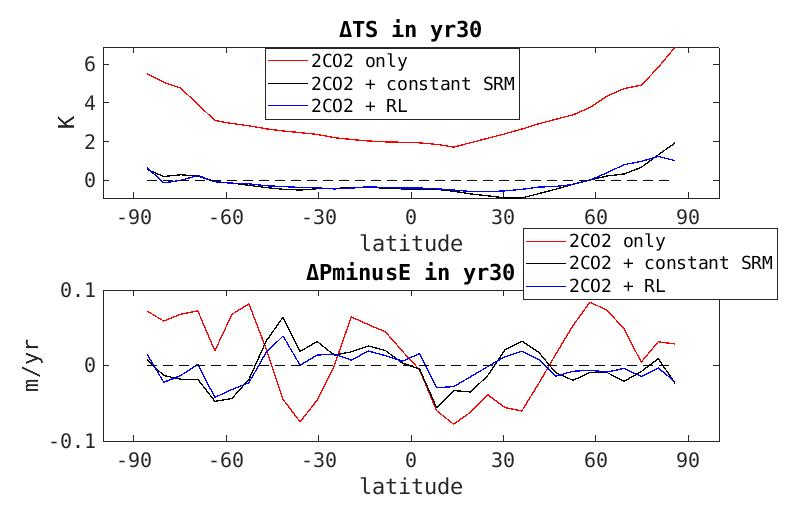 ΔTS in yr30
2CO2 only
2CO2 + constant SRM
2CO2 + RL
K
6
4
2
0
-90 -60 -30 0 30 60 90
latitude
ΔPminusE in yr30
2CO2 only
2CO2 + constant SRM
2CO2 + RL
m/yr
0.1
0
-0.1
-90 -60 -30 0 30 60 90
latitude